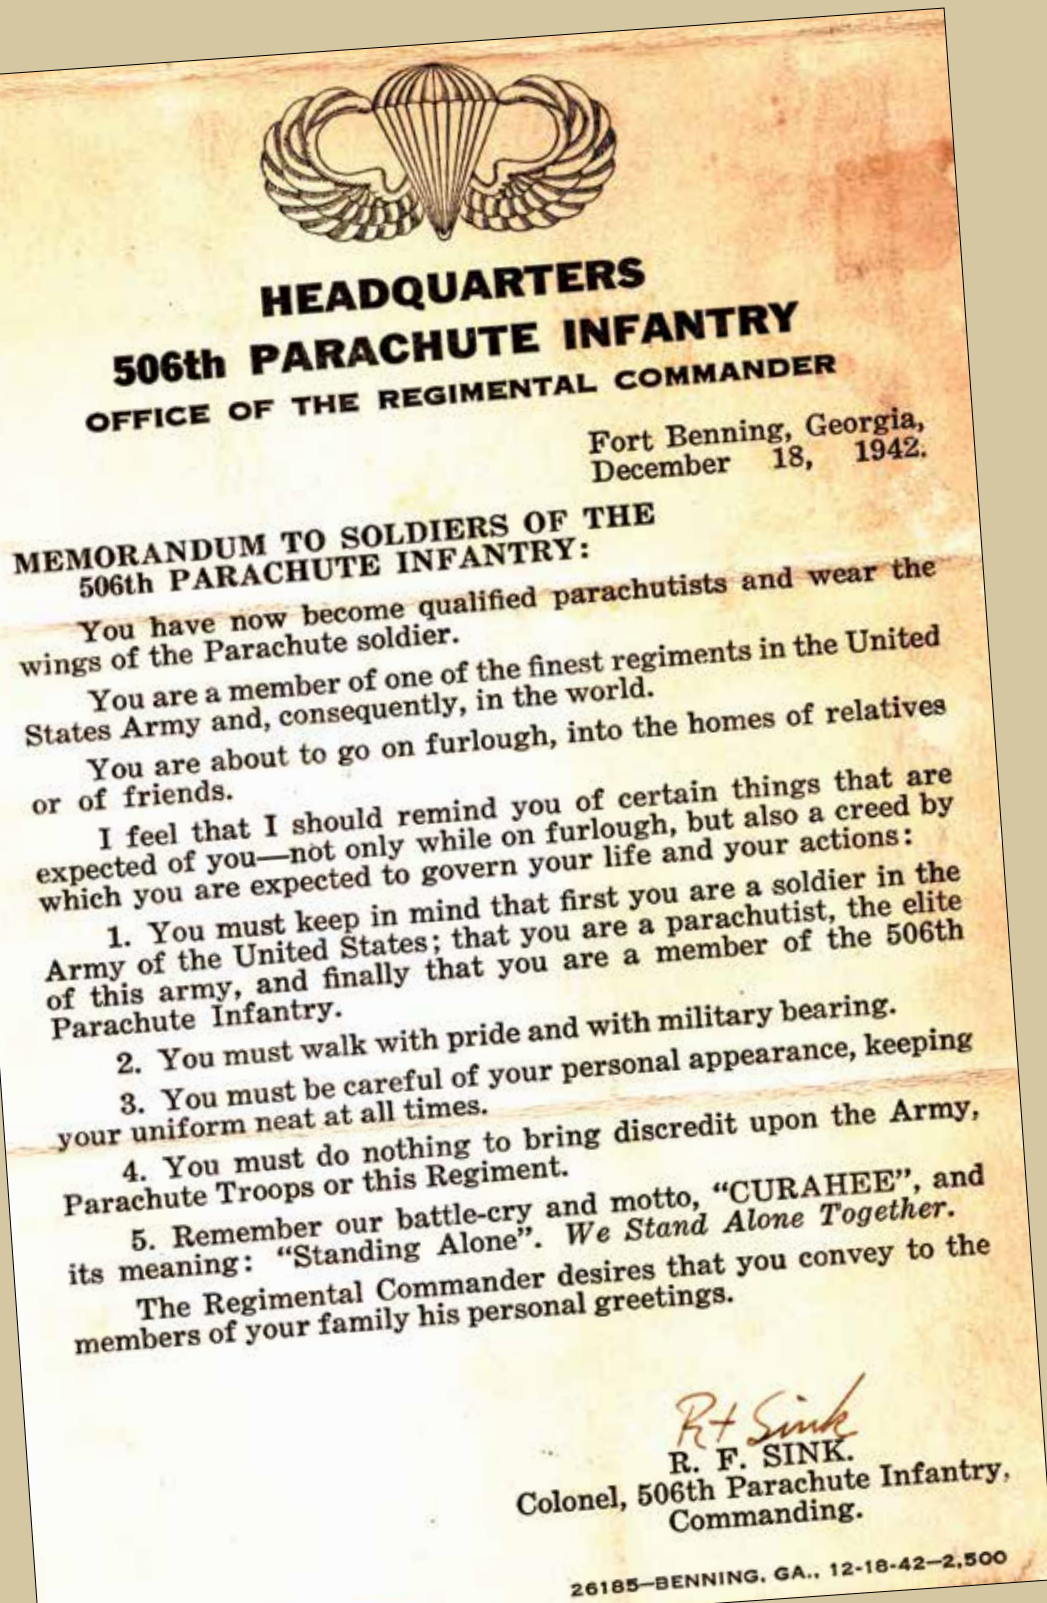 HEADQUARTERS
506th PARACHUTE INFANTRY
OFFICE OF THE REGIMENTAL COMMANDER
Fort Benning, Georgia,
December 18, 1942.
MEMORANDUM TO SOLDIERS OF THE
506th PARACHUTE INFANTRY:
You have now become qualified parachutists and wear the
wings of the Parachute soldier.
You are a member of one of the finest regiments in the United
States Army and, consequently, in the world.
You are about to go on furlough, into the homes of relatives
or of friends.
I feel that I should remind you of certain things that are
expected of you—not only while on furlough, but also a creed by
which you are expected to govern your life and your actions:
1. You must keep in mind that first you are a soldier in the
Army of the United States; that you are a parachutist, the elite
of this army, and finally that you are a member of the 506th
Parachute Infantry.
2. You must walk with pride and with military bearing.
3. You must be careful of your personal appearance, keeping
your uniform neat at all times.
4. You must do nothing to bring discredit upon the Army,
Parachute Troops or this Regiment.
5. Remember our battle-cry and motto, “CURAHEE”, and
its meaning: “Standing Alone”. We Stand Alone Together.
The Regimental Commander desires that you convey to the
members of your family his personal greetings.
R F Sink
R. F. SINK.
Colonel, 506th Parachute Infantry,
Commanding.
26185—BENNING, GA., 12-18-42—2,500